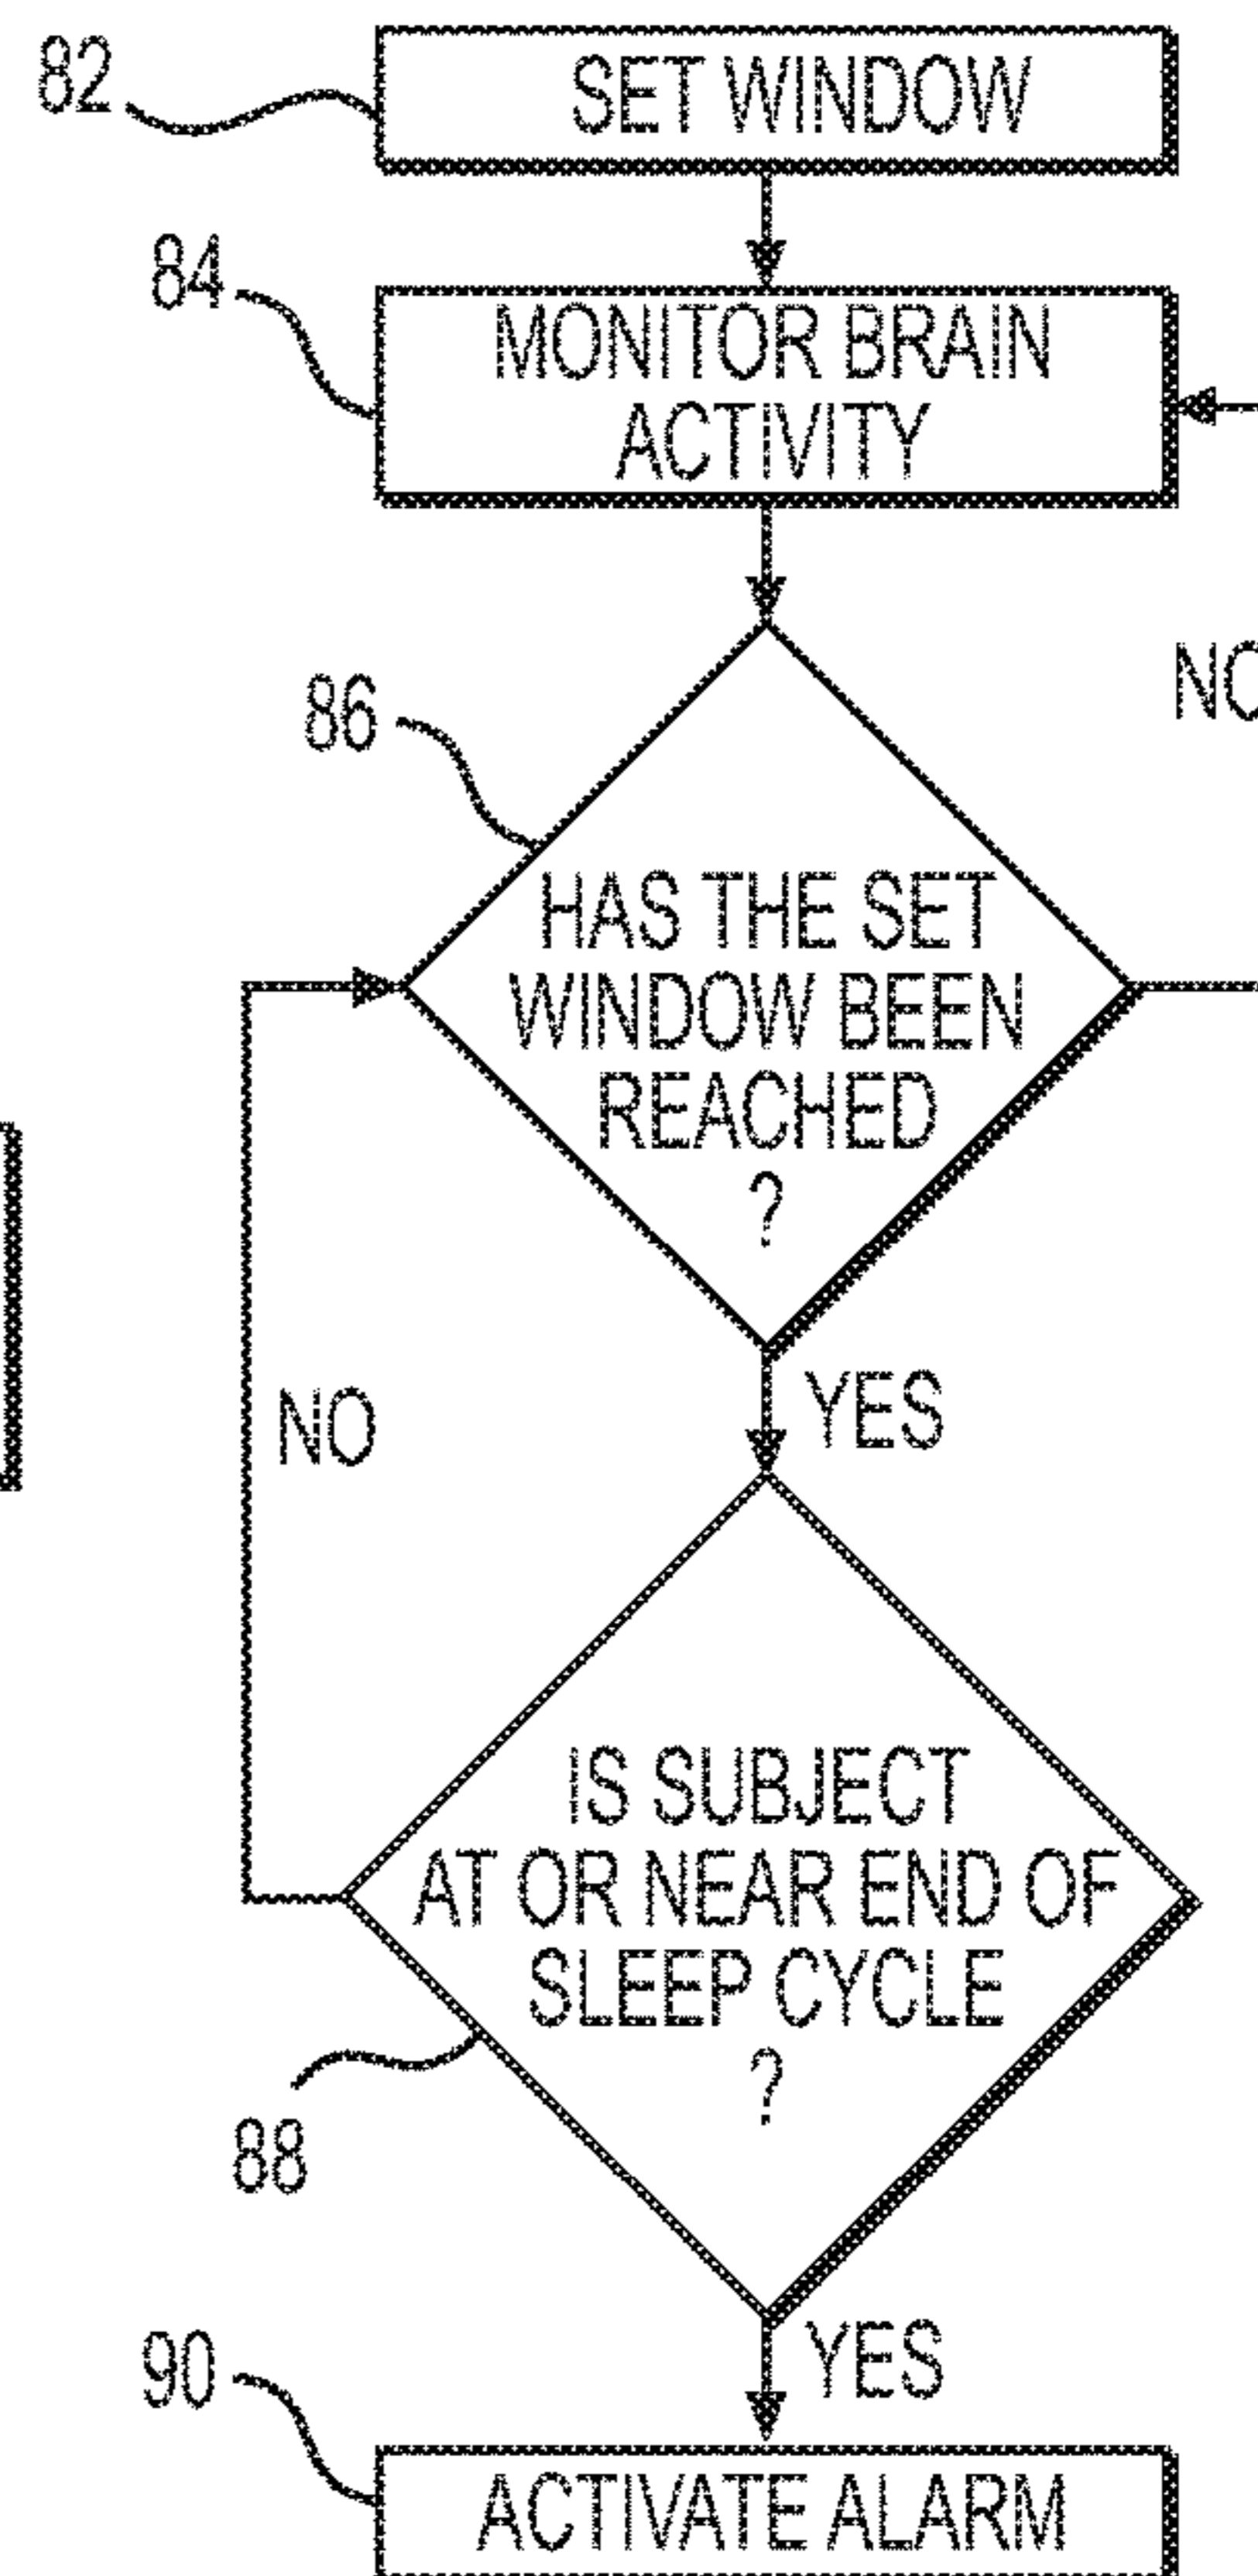 82
SET WINDOW
84
MONITOR BRAIN
ACTIVITY
86
NO
HAS THE SET
WINDOW BEEN
REACHED
?
NO
YES
IS SUBJECT
AT OR NEAR END OF
SLEEP CYCLE
?
88
YES
90
ACTIVATE ALARM